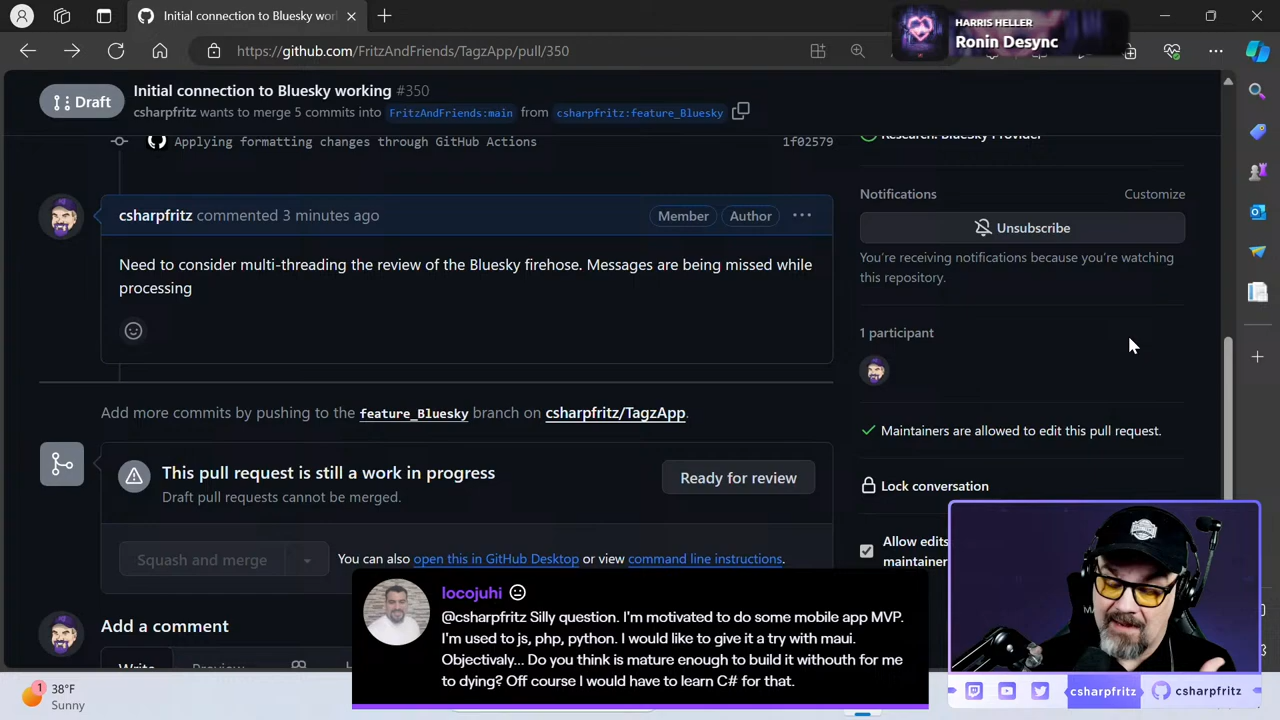 Initial connection to Bluesky wor
HARRIS HELLER
Ronin Desync
https://github.com/FritzAndFriends/TagzApp/pull/350
Draft
Initial connection to Bluesky working #350
csharpfritz wants to merge 5 commits into FritzAndFriends:main from csharpfritz:feature_Bluesky
Applying formatting changes through GitHub Actions
1f02579
Research: BlueSky Provider
csharpfritz commented 3 minutes ago
Member
Author
Need to consider multi-threading the review of the Bluesky firehose. Messages are being missed while
processing
Notifications
Customize
Unsubscribe
You're receiving notifications because you're watching
this repository.
1 participant
Add more commits by pushing to the feature_Bluesky branch on csharpfritz/TagzApp.
Maintainers are allowed to edit this pull request.
This pull request is still a work in progress
Draft pull requests cannot be merged.
Ready for review
Lock conversation
Squash and merge
You can also open this in GitHub Desktop or view command line instructions.
Allow edits
maintainer
Add a comment
Write
Preview
locojuhi
@csharpfritz Silly question. I'm motivated to do some mobile app MVP.
I'm used to js, php, python. I would like to give it a try with maui.
Objectivaly... Do you think is mature enough to build it withouth for me
to dying? Off course I would have to learn C# for that.
1
38°F
Sunny
csharpfritz
csharpfritz